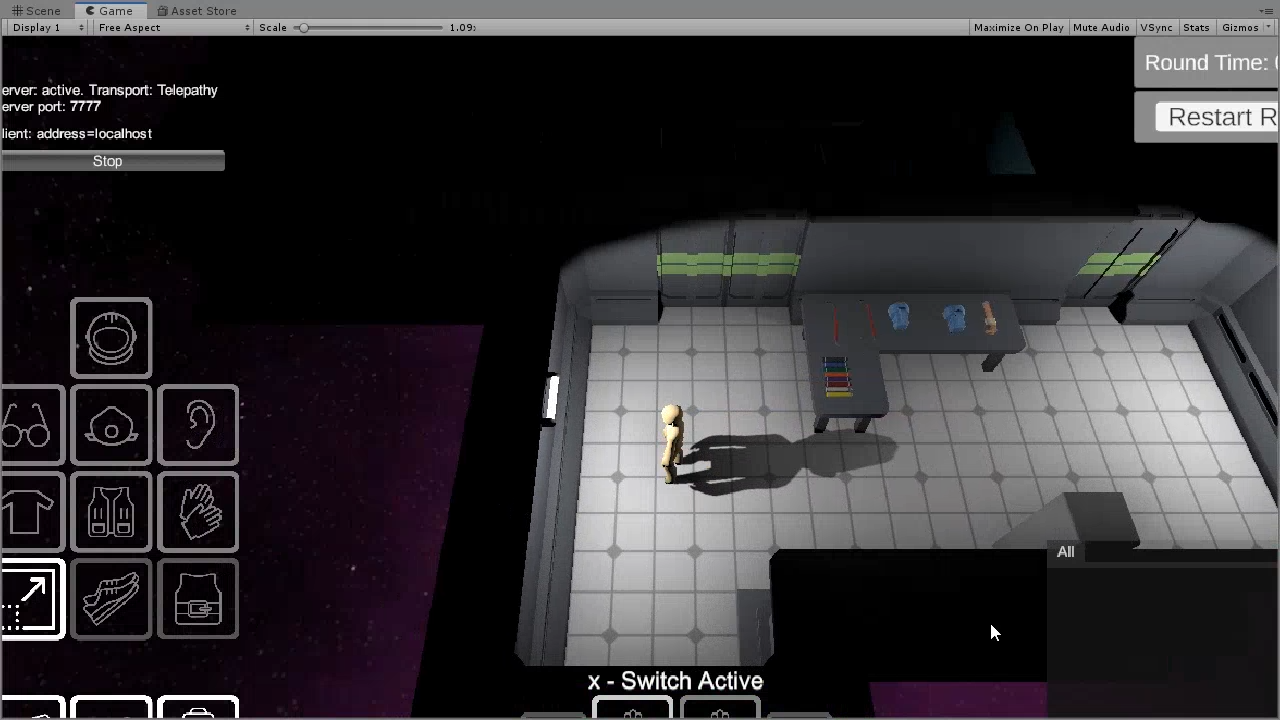 Scene Game Asset Store
Display 1 Free Aspect Scale 1.09: Maximize On Play Mute Audio VSync Stats Gizmos
Round Time:
erver: active. Transport: Telepathy
erver port: 7777
Restart R
lient: address=localhost
Stop
All
x - Switch Active